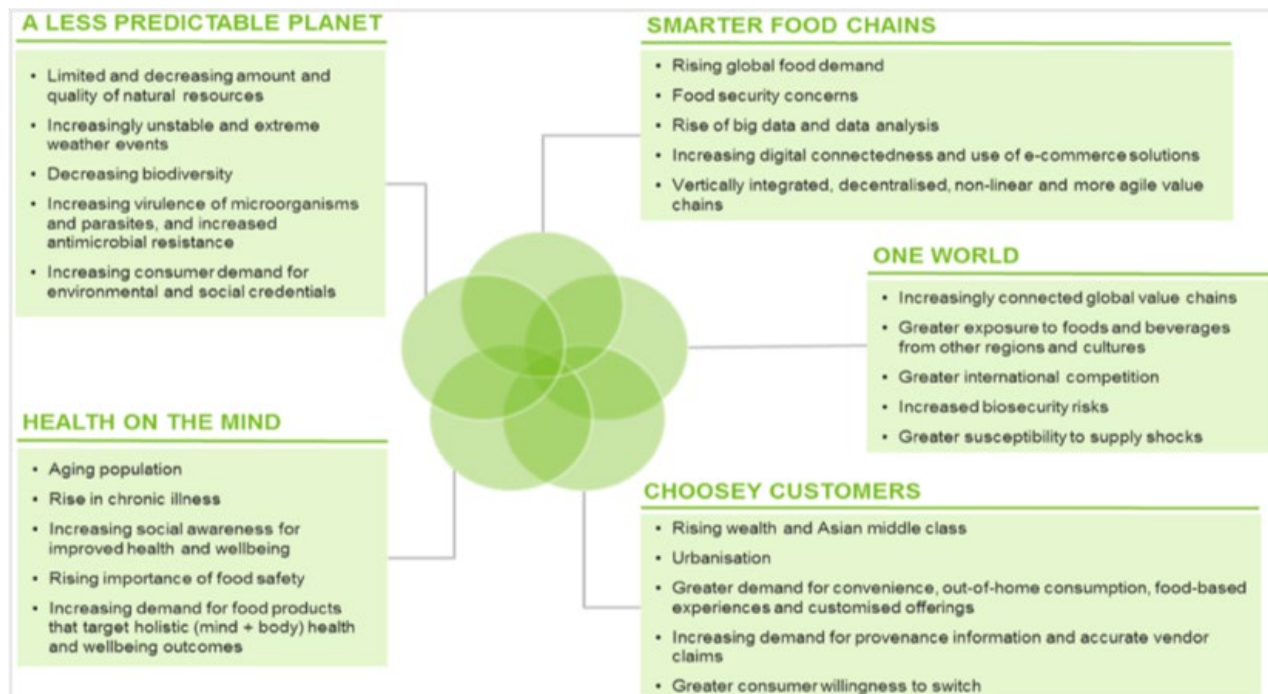 A LESS PREDICTABLE PLANET
• Limited and decreasing amount and
quality of natural resources
• Increasingly unstable and extreme
weather events
• Decreasing biodiversity
• Increasing virulence of microorganisms
and parasites, and increased
antimicrobial resistance
• Increasing consumer demand for
environmental and social credentials
SMARTER FOOD CHAINS
• Rising global food demand
• Food security concerns
• Rise of big data and data analysis
• Increasing digital connectedness and use of e-commerce solutions
• Vertically integrated, decentralised, non-linear and more agile value
chains
ONE WORLD
• Increasingly connected global value chains
• Greater exposure to foods and beverages
from other regions and cultures
• Greater international competition
• Increased biosecurity risks
• Greater susceptibility to supply shocks
HEALTH ON THE MIND
• Aging population
• Rise in chronic illness
• Increasing social awareness for
improved health and wellbeing
• Rising importance of food safety
• Increasing demand for food products
that target holistic (mind + body) health
and wellbeing outcomes
CHOOSEY CUSTOMERS
• Rising wealth and Asian middle class
• Urbanisation
• Greater demand for convenience, out-of-home consumption, food-based
experiences and customised offerings
• Increasing demand for provenance information and accurate vendor
claims
• Greater consumer willingness to switch